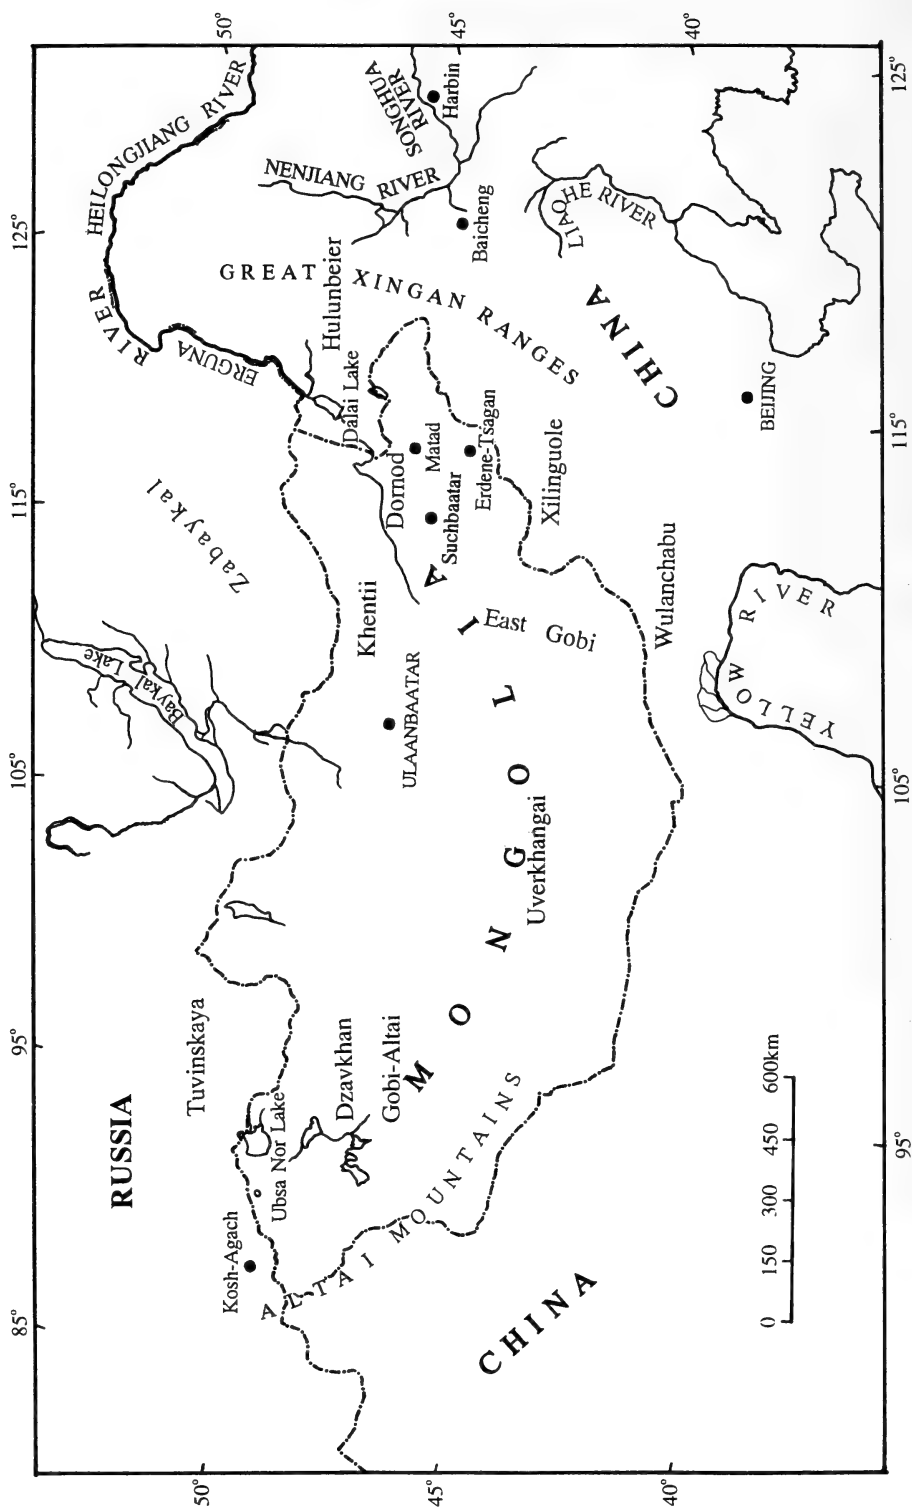 85°
95°
105°
115°
125°
50°
45°
40°
50°
45°
40°
95°
105°
115°
125°
RUSSIA
Tuvinskaya
Kosh-Agach
Ubsa Nor Lake
Dzavkhan
Gobi-Altai
ALTAI MOUNTAINS
CHINA
MONGOLIA
Uverkhangai
ULAANBAATAR
Khentii
East Gobi
Baykal Lake
Zabaykal
Dornod
Matad
Suchbaatar
Erdene-Tsagan
Dalai Lake
Hulunbeier
Xilinguole
Wulanchabu
ERGUNA RIVER
HEILONGJIANG RIVER
GREAT XINGAN RANGES
NENJIANG RIVER
SONGHUA RIVER
Harbin
Baicheng
LIAOHE RIVER
CHINA
BEIJING
YELLOW RIVER
0 150 300 450 600km